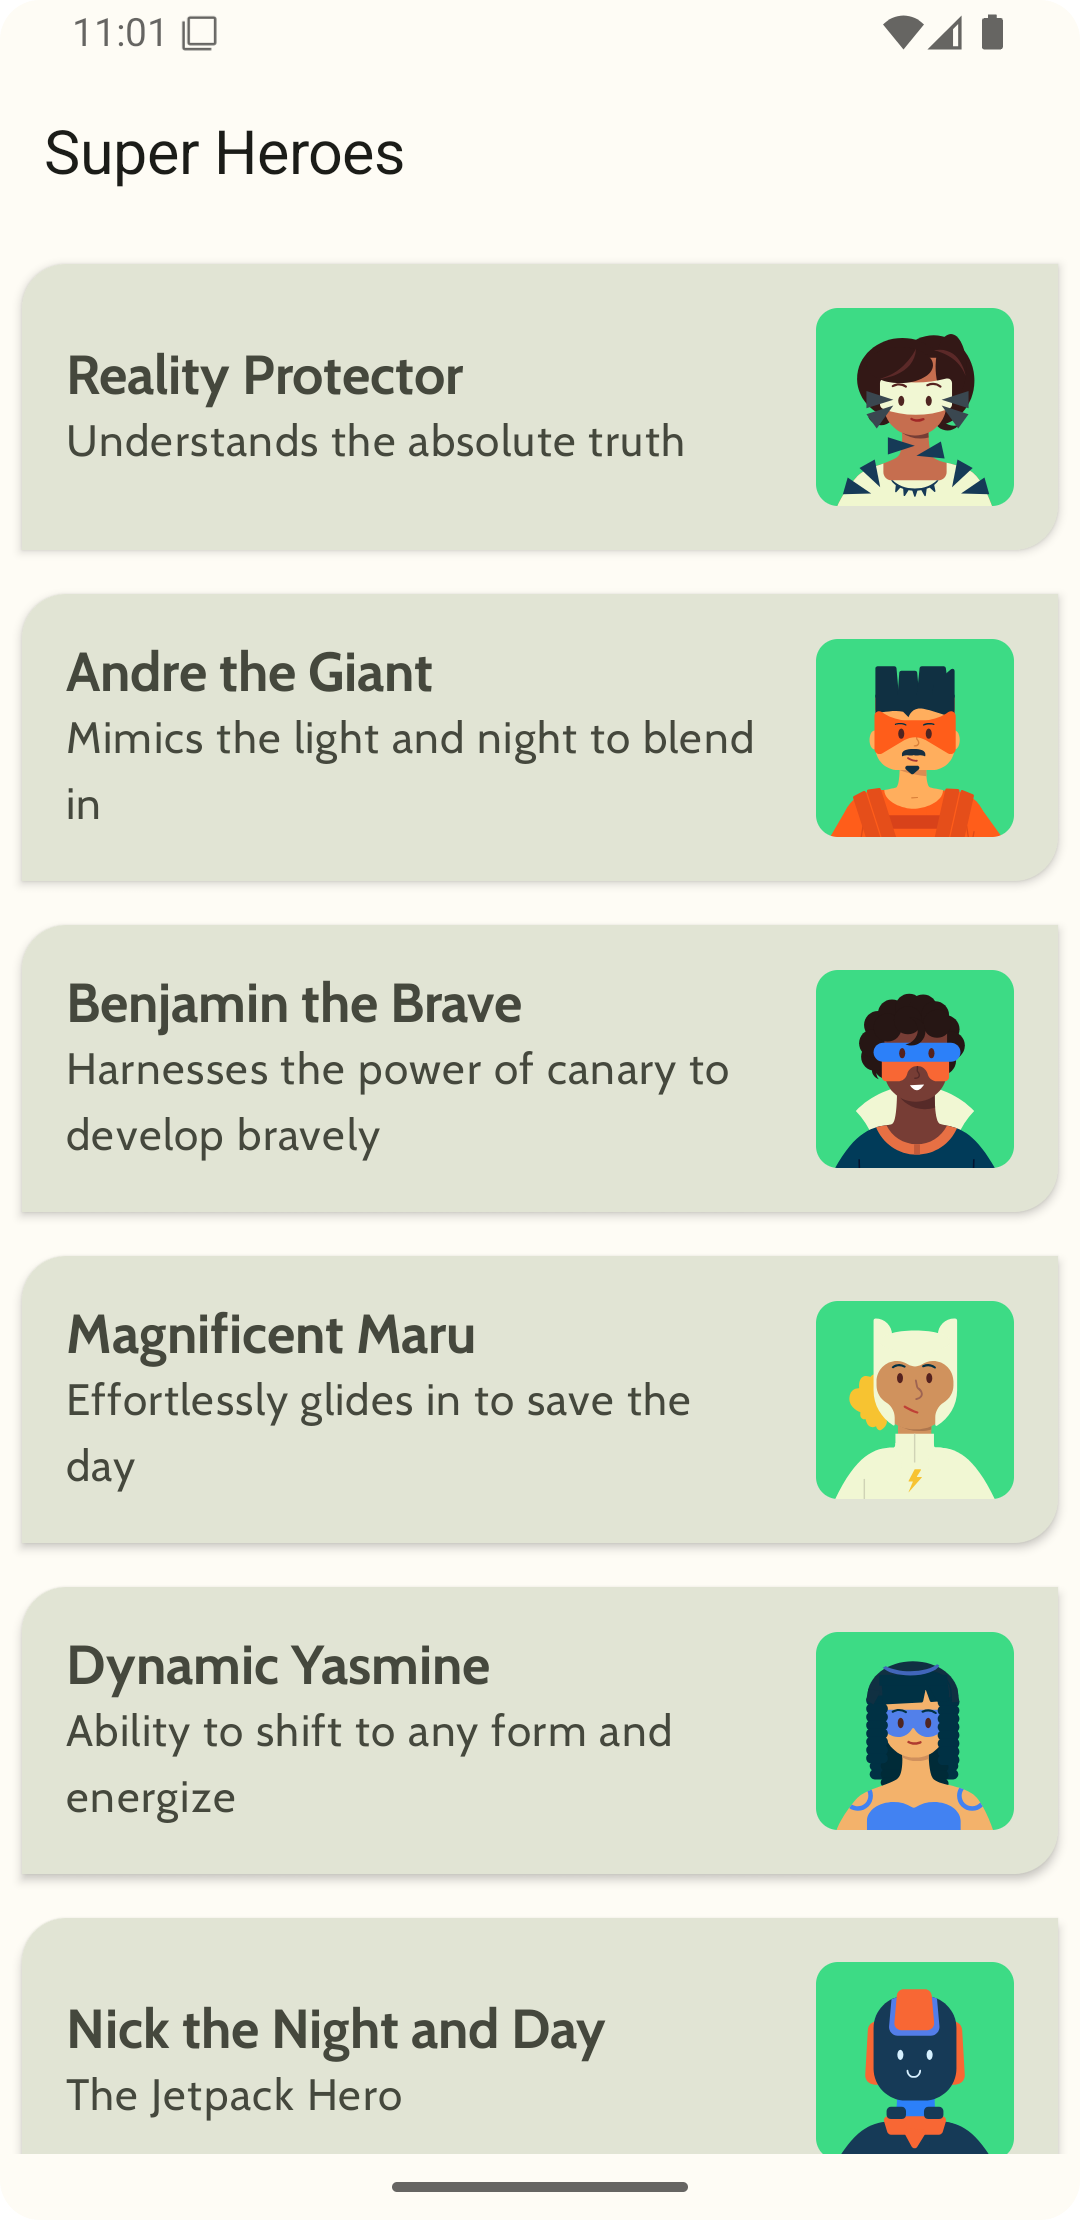 11:01
Super Heroes
Reality Protector
Understands the absolute truth
Andre the Giant
Mimics the light and night to blend
in
Benjamin the Brave
Harnesses the power of canary to
develop bravely
Magnificent Maru
Effortlessly glides in to save the
day
Dynamic Yasmine
Ability to shift to any form and
energize
Nick the Night and Day
The Jetpack Hero